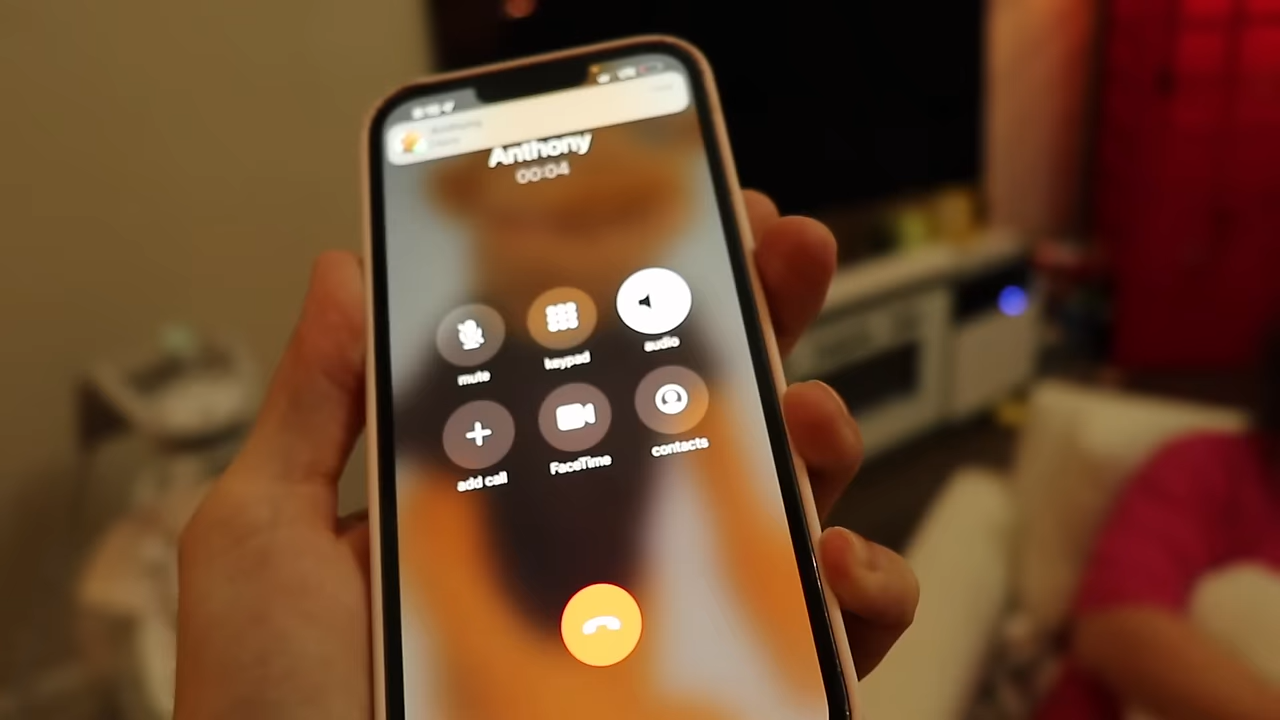 Anthony
00:04
mute
keypad
audio
add call
FaceTime
contacts